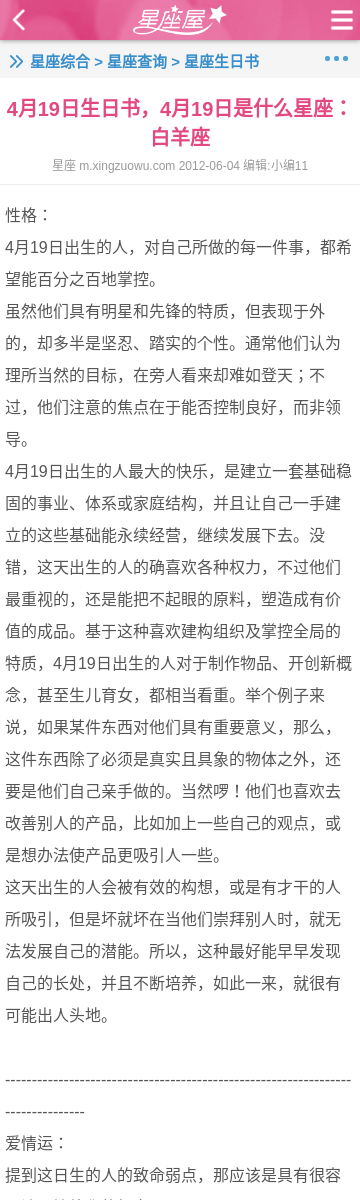 星座屋
星座综合 > 星座查询 > 星座生日书
4月19日生日书，4月19日是什么星座：
白羊座
星座 m.xingzuowu.com 2012-06-04 编辑:小编11
性格：
4月19日出生的人，对自己所做的每一件事，都希
望能百分之百地掌控。
虽然他们具有明星和先锋的特质，但表现于外
的，却多半是坚忍、踏实的个性。通常他们认为
理所当然的目标，在旁人看来却难如登天；不
过，他们注意的焦点在于能否控制良好，而非领
导。
4月19日出生的人最大的快乐，是建立一套基础稳
固的事业、体系或家庭结构，并且让自己一手建
立的这些基础能永续经营，继续发展下去。没
错，这天出生的人的确喜欢各种权力，不过他们
最重视的，还是能把不起眼的原料，塑造成有价
值的成品。基于这种喜欢建构组织及掌控全局的
特质，4月19日出生的人对于制作物品、开创新概
念，甚至生儿育女，都相当看重。举个例子来
说，如果某件东西对他们具有重要意义，那么，
这件东西除了必须是真实且具象的物体之外，还
要是他们自己亲手做的。当然啰！他们也喜欢去
改善别人的产品，比如加上一些自己的观点，或
是想办法使产品更吸引人一些。
这天出生的人会被有效的构想，或是有才干的人
所吸引，但是坏就坏在当他们崇拜别人时，就无
法发展自己的潜能。所以，这种最好能早早发现
自己的长处，并且不断培养，如此一来，就很有
可能出人头地。
-----------------------------------------------------------------
---------------
爱情运：
提到这日生的人的致命弱点，那应该是具有很容